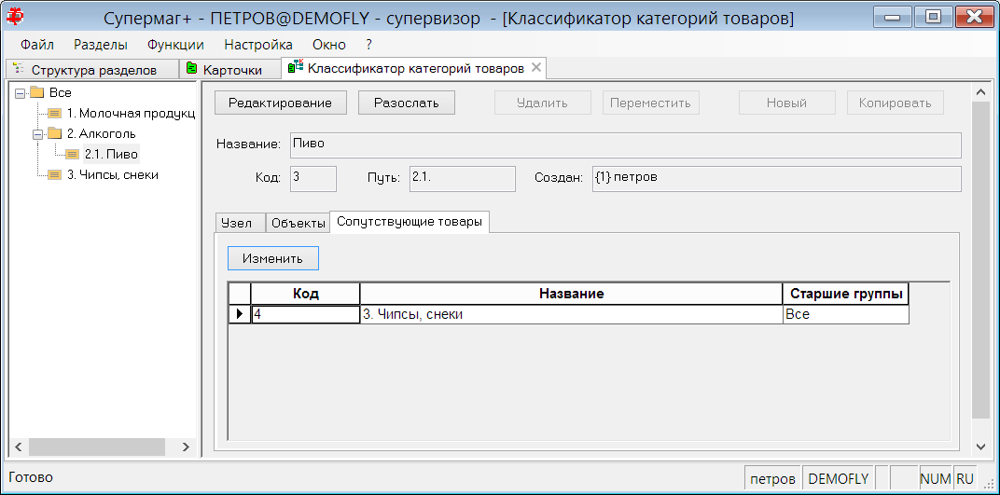 Супермаг+ - ПЕТРОВ@DEMOFLY - супервизор - [Классификатор категорий товаров]
Файл Разделы Функции Настройка Окно ?
Структура разделов Карточки Классификатор категорий товаров
Все
1. Молочная продукц
2. Алкоголь
2.1. Пиво
3. Чипсы, снеки
Редактирование Разослать Удалить Переместить Новый Копировать
Название: Пиво
Код: 3 Путь: 2.1. Создан: {1} петров
Узел Объекты Сопутствующие товары
Изменить
Код Название Старшие группы
4 3. Чипсы, снеки Все
Готово петров DEMOFLY NUM RU